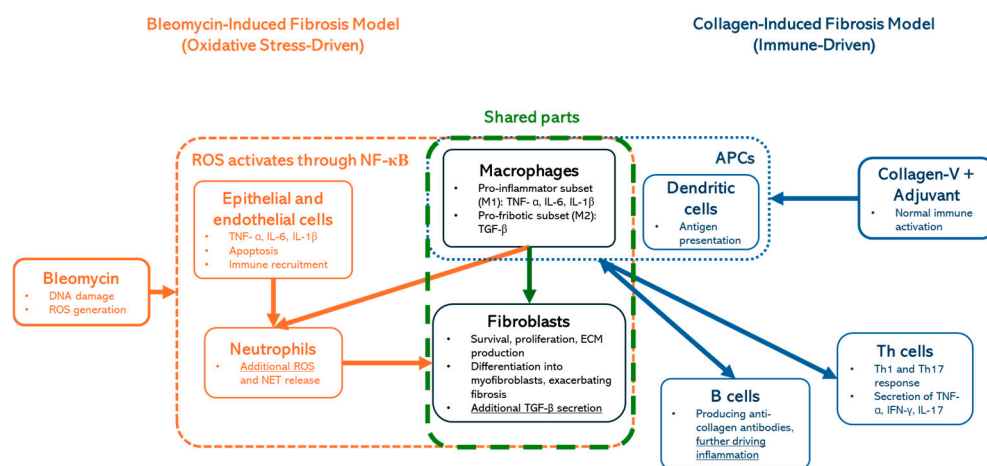 Bleomycin-Induced Fibrosis Model
(Oxidative Stress-Driven)
Collagen-Induced Fibrosis Model
(Immune-Driven)
Shared parts
ROS activates through NF-κB
APCs
Macrophages
• Pro-inflammator subset
(M1): TNF- α, IL-6, IL-1β
• Pro-fribotic subset (M2):
TGF-β
Epithelial and
endothelial cells
• TNF- α, IL-6, IL-1β
• Apoptosis
• Immune recruitment
Dendritic
cells
• Antigen
presentation
Collagen-V +
Adjuvant
• Normal immune
activation
Bleomycin
• DNA damage
• ROS generation
Neutrophils
• Additional ROS
and NET release
Fibroblasts
• Survival, proliferation, ECM
production
• Differentiation into
myofibroblasts, exacerbating
fibrosis
• Additional TGF-β secretion
B cells
• Producing anti-
collagen antibodies,
further driving
inflammation
Th cells
• Th1 and Th17
response
• Secretion of TNF-
α, IFN-γ, IL-17